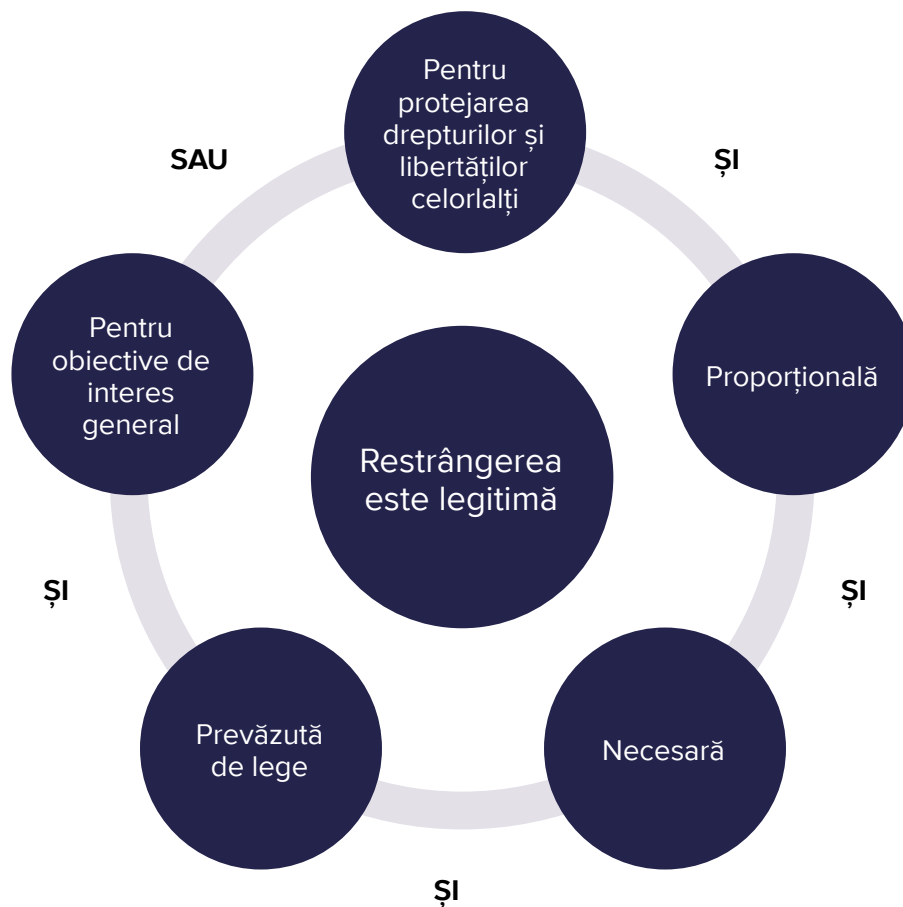 Pentru
protejarea
drepturilor și
libertăților
celorlalți
SAU
ȘI
Pentru
obiective de
interes
general
Proporțională
Restrângerea
este legitimă
ȘI
ȘI
Prevăzută
de lege
Necesară
ȘI